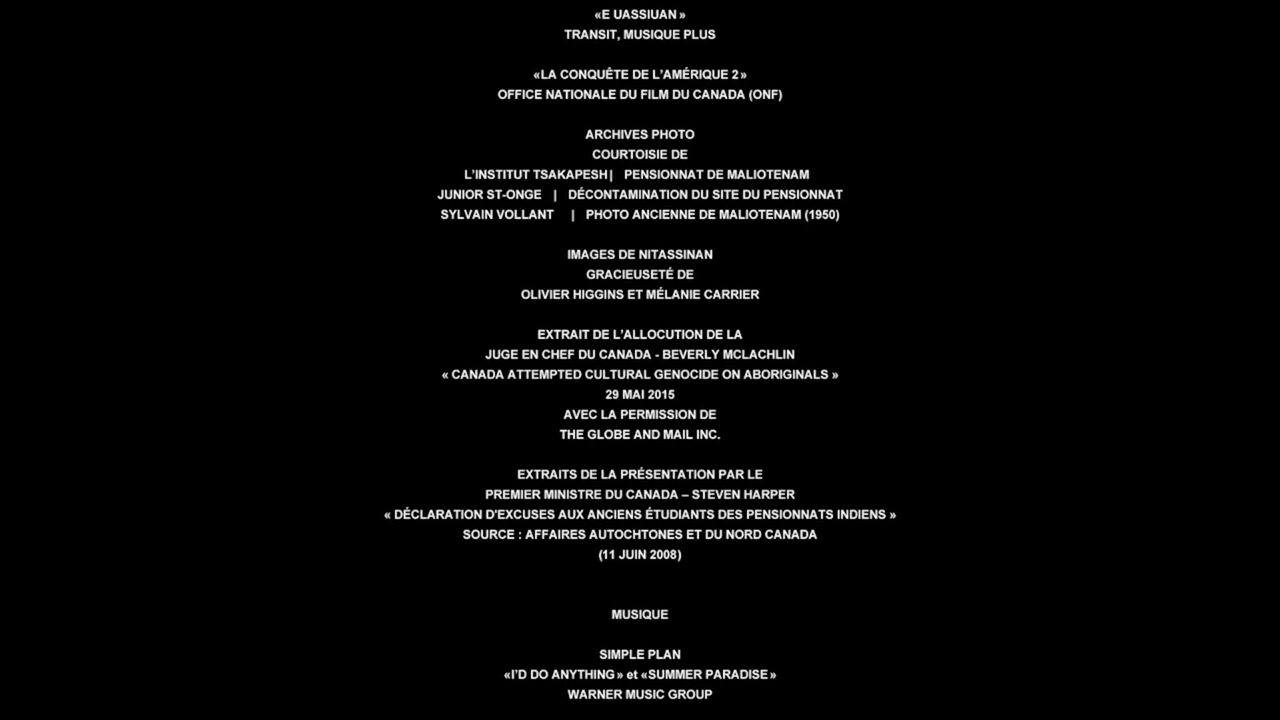 «E UASSIUAN »
TRANSIT, MUSIQUE PLUS
«LA CONQUÊTE DE L'AMÉRIQUE 2»
OFFICE NATIONALE DU FILM DU CANADA (ONF)
ARCHIVES PHOTO
COURTOISIE DE
L'INSTITUT TSAKAPESH | PENSIONNAT DE MALIOTENAM
JUNIOR ST-ONGE | DÉCONTAMINATION DU SITE DU PENSIONNAT
SYLVAIN VOLLANT | PHOTO ANCIENNE DE MALIOTENAM (1950)
IMAGES DE NITASSINAN
GRACIEUSETÉ DE
OLIVIER HIGGINS ET MÉLANIE CARRIER
EXTRAIT DE L'ALLOCUTION DE LA
JUGE EN CHEF DU CANADA - BEVERLY MCLACHLIN
« CANADA ATTEMPTED CULTURAL GENOCIDE ON ABORIGINALS »
29 MAI 2015
AVEC LA PERMISSION DE
THE GLOBE AND MAIL INC.
EXTRAITS DE LA PRÉSENTATION PAR LE
PREMIER MINISTRE DU CANADA – STEVEN HARPER
« DÉCLARATION D'EXCUSES AUX ANCIENS ÉTUDIANTS DES PENSIONNATS INDIENS »
SOURCE : AFFAIRES AUTOCHTONES ET DU NORD CANADA
(11 JUIN 2008)
MUSIQUE
SIMPLE PLAN
«I'D DO ANYTHING» et «SUMMER PARADISE»
WARNER MUSIC GROUP